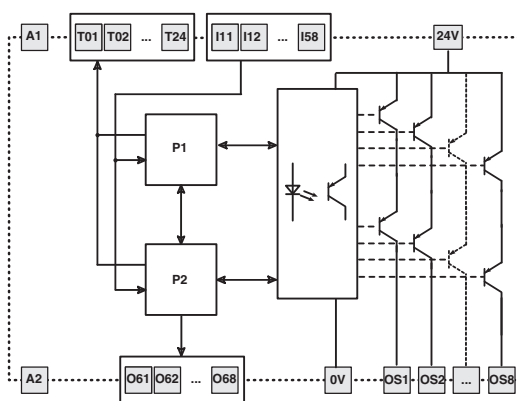 A1 T01 T02 ... T24 I11 I12 ... I58 24V
P1
P2
A2 O61 O62 ... O68 0V OS1 OS2 ... OS8